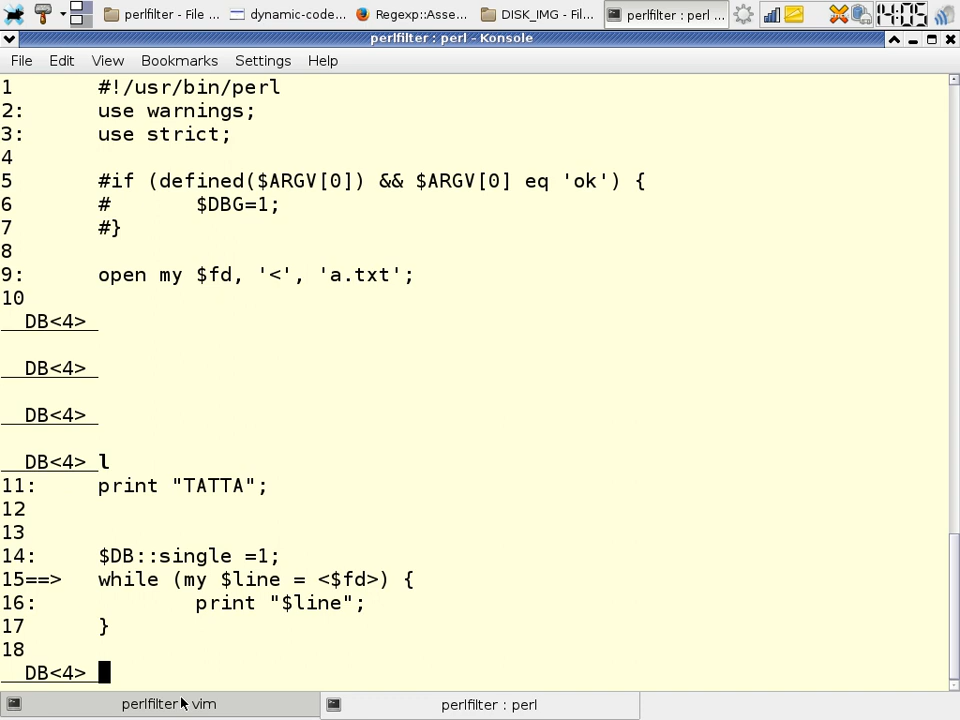 perlfilter - File ... dynamic-code... Regexp::Asse... DISK_IMG - Fil... perlfilter : perl ... 14:05
perlfilter : perl - Konsole
File Edit View Bookmarks Settings Help
1 #!/usr/bin/perl
2: use warnings;
3: use strict;
4
5 #if (defined($ARGV[0]) && $ARGV[0] eq 'ok') {
6 # $DBG=1;
7 #}
8
9: open my $fd, '<', 'a.txt';
10
DB<4>
DB<4>
DB<4>
DB<4> l
11: print "TATTA";
12
13
14: $DB::single =1;
15==> while (my $line = <$fd>) {
16: print "$line";
17 }
18
DB<4>
perlfilter : vim perlfilter : perl